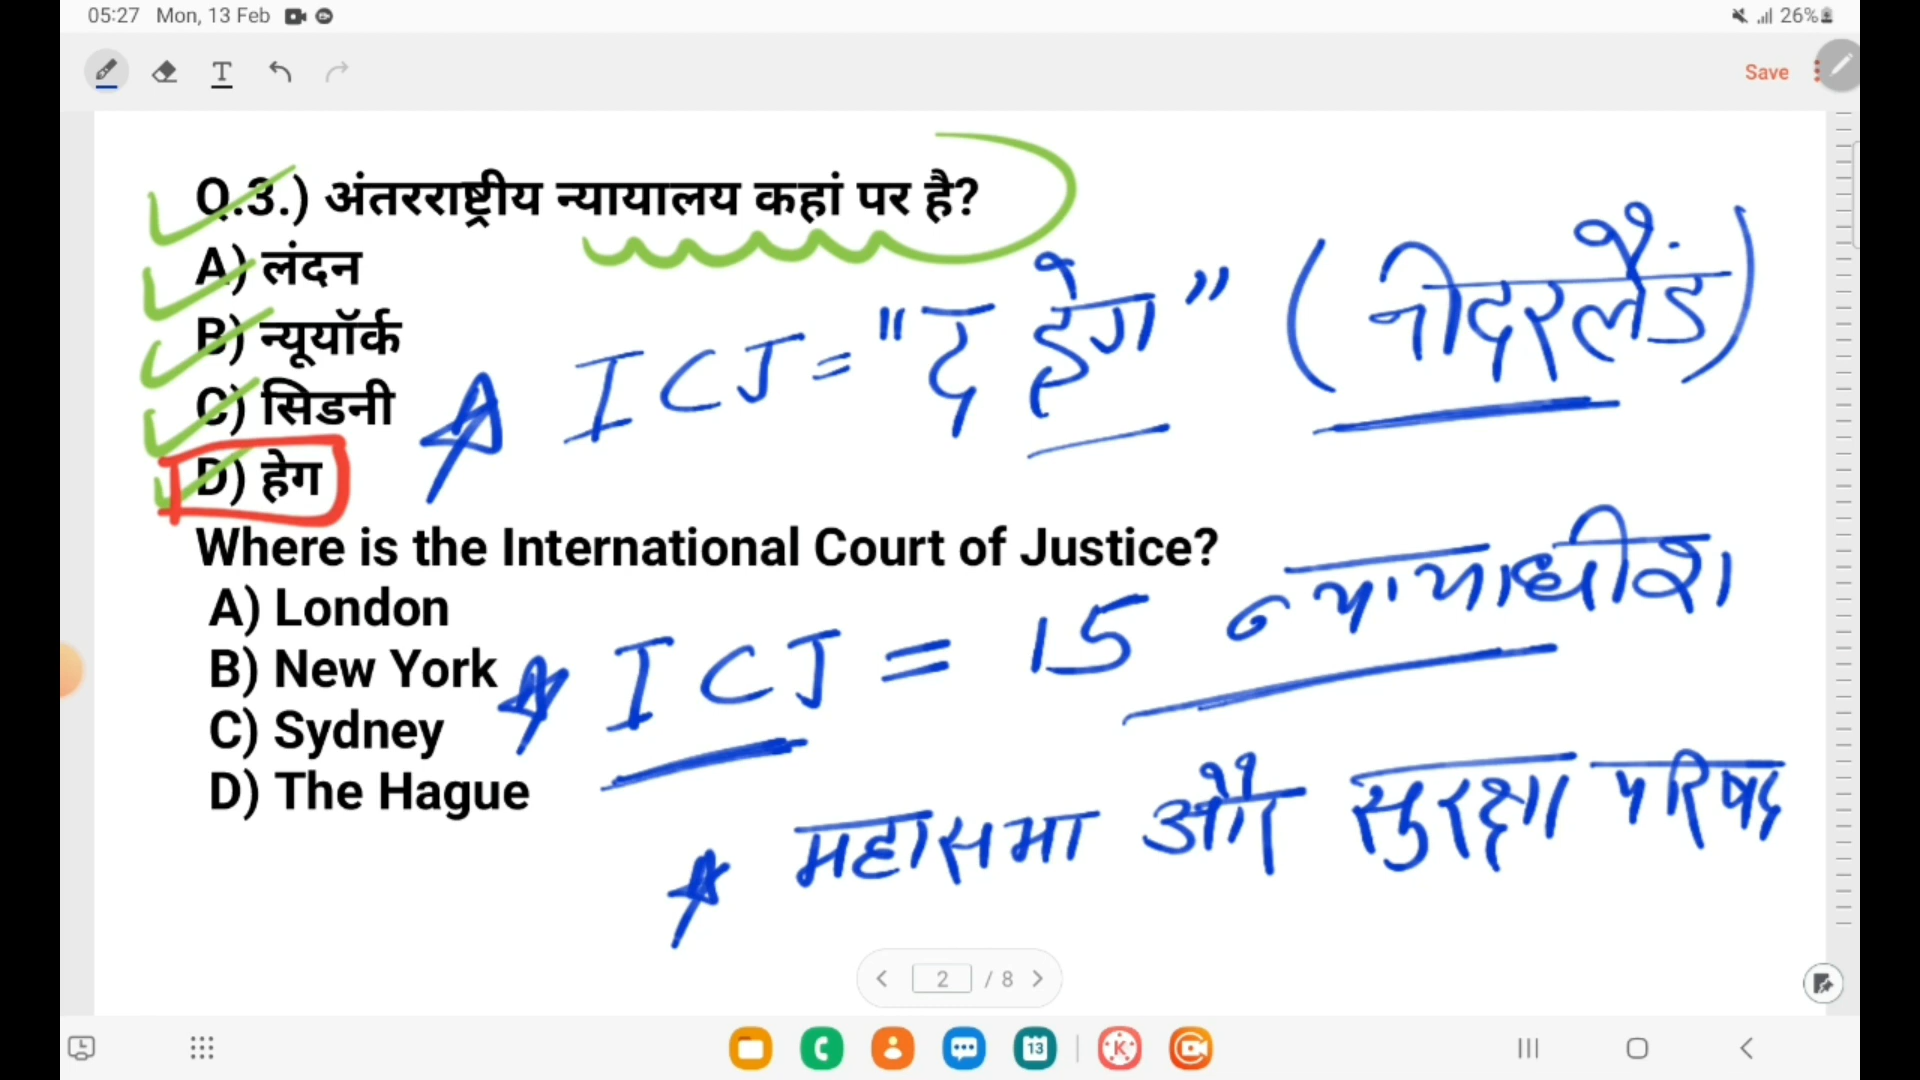 05:27 Mon, 13 Feb 26%
T Save
Q.3.) अंतरराष्ट्रीय न्यायालय कहां पर है?
A) लंदन
B) न्यूयॉर्क
C) सिडनी
D) हेग
ICJ = "द हेग" (नीदरलैंड)
Where is the International Court of Justice?
A) London
B) New York
C) Sydney
D) The Hague
ICJ = 15 न्यायाधीश
महासभा और सुरक्षा परिषद
2 / 8
13 K